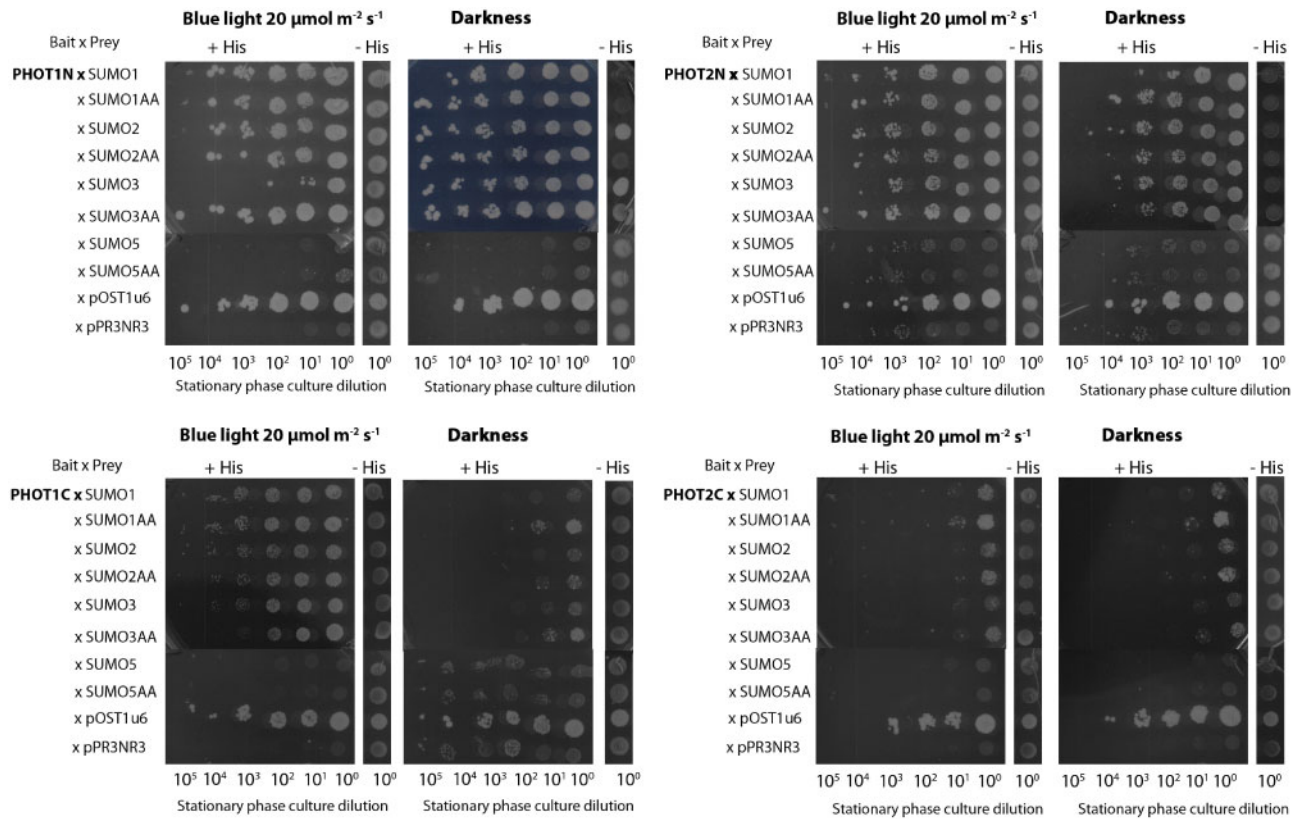 Blue light 20 μmol m⁻² s⁻¹ Darkness
Bait x Prey + His - His + His - His
PHOT1N x SUMO1
x SUMO1AA
x SUMO2
x SUMO2AA
x SUMO3
x SUMO3AA
x SUMO5
x SUMO5AA
x pOST1u6
x pPR3NR3
10⁵ 10⁴ 10³ 10² 10¹ 10⁰ 10⁰ 10⁵ 10⁴ 10³ 10² 10¹ 10⁰ 10⁰
Stationary phase culture dilution Stationary phase culture dilution
Blue light 20 μmol m⁻² s⁻¹ Darkness
Bait x Prey + His - His + His - His
PHOT2N x SUMO1
x SUMO1AA
x SUMO2
x SUMO2AA
x SUMO3
x SUMO3AA
x SUMO5
x SUMO5AA
x pOST1u6
x pPR3NR3
10⁵ 10⁴ 10³ 10² 10¹ 10⁰ 10⁰ 10⁵ 10⁴ 10³ 10² 10¹ 10⁰ 10⁰
Stationary phase culture dilution Stationary phase culture dilution
Blue light 20 μmol m⁻² s⁻¹ Darkness
Bait x Prey + His - His + His - His
PHOT1C x SUMO1
x SUMO1AA
x SUMO2
x SUMO2AA
x SUMO3
x SUMO3AA
x SUMO5
x SUMO5AA
x pOST1u6
x pPR3NR3
10⁵ 10⁴ 10³ 10² 10¹ 10⁰ 10⁰ 10⁵ 10⁴ 10³ 10² 10¹ 10⁰ 10⁰
Stationary phase culture dilution Stationary phase culture dilution
Blue light 20 μmol m⁻² s⁻¹ Darkness
Bait x Prey + His - His + His - His
PHOT2C x SUMO1
x SUMO1AA
x SUMO2
x SUMO2AA
x SUMO3
x SUMO3AA
x SUMO5
x SUMO5AA
x pOST1u6
x pPR3NR3
10⁵ 10⁴ 10³ 10² 10¹ 10⁰ 10⁰ 10⁵ 10⁴ 10³ 10² 10¹ 10⁰ 10⁰
Stationary phase culture dilution Stationary phase culture dilution